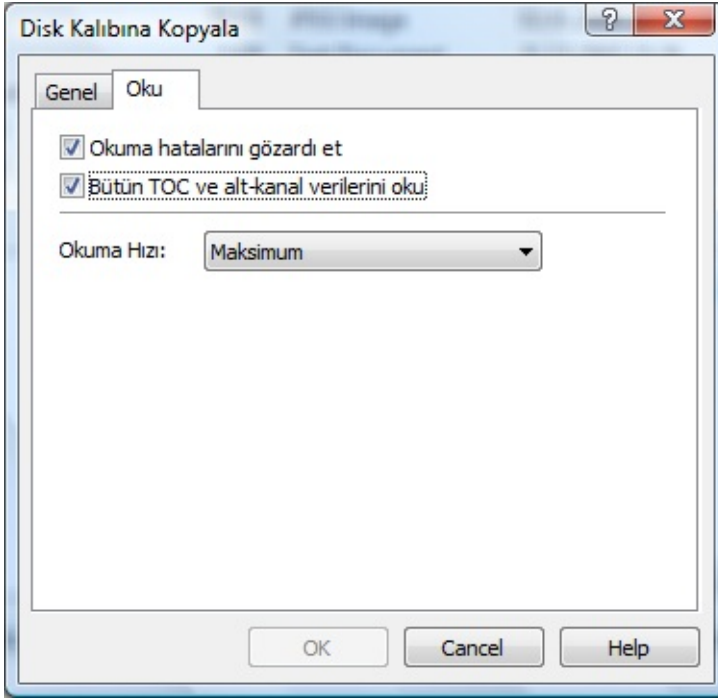 Disk Kalıbına Kopyala
Genel Oku
Okuma hatalarını gözardı et
Bütün TOC ve alt-kanal verilerini oku
Okuma Hızı: Maksimum
OK Cancel Help